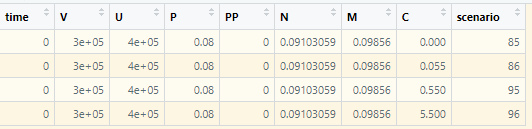 time V U P PP N M C scenario
0 3e+05 4e+05 0.08 0 0.09103059 0.09856 0.000 85
0 3e+05 4e+05 0.08 0 0.09103059 0.09856 0.055 86
0 3e+05 4e+05 0.08 0 0.09103059 0.09856 0.550 95
0 3e+05 4e+05 0.08 0 0.09103059 0.09856 5.500 96